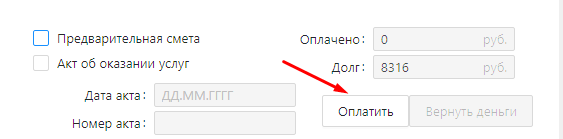 Предварительная смета
Акт об оказании услуг
Дата акта: ДД.ММ.ГГГГ
Номер акта:
Оплачено: 0 руб.
Долг: 8316 руб.
Оплатить Вернуть деньги